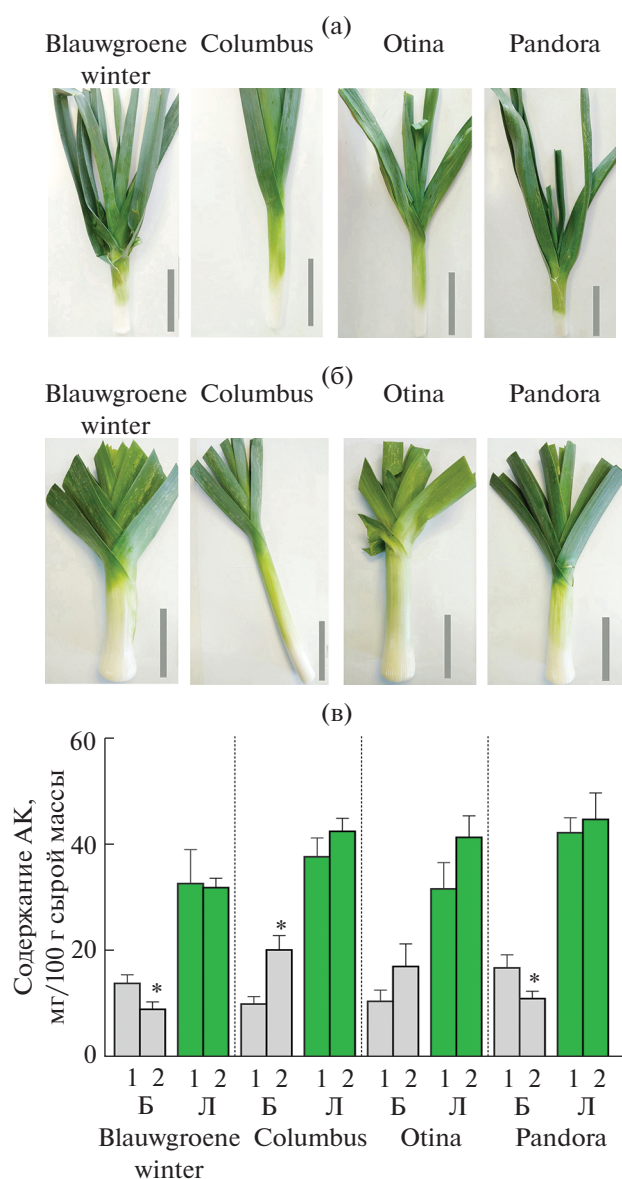 (а)
Blauwgroene winter Columbus Otina Pandora
(б)
Blauwgroene winter Columbus Otina Pandora
(в)
Содержание АК,
мг/100 г сырой массы
60
40
20
0
* * *
1 2 1 2 1 2 1 2 1 2 1 2 1 2 1 2
Б Л Б Л Б Л Б Л
Blauwgroene winter Columbus Otina Pandora